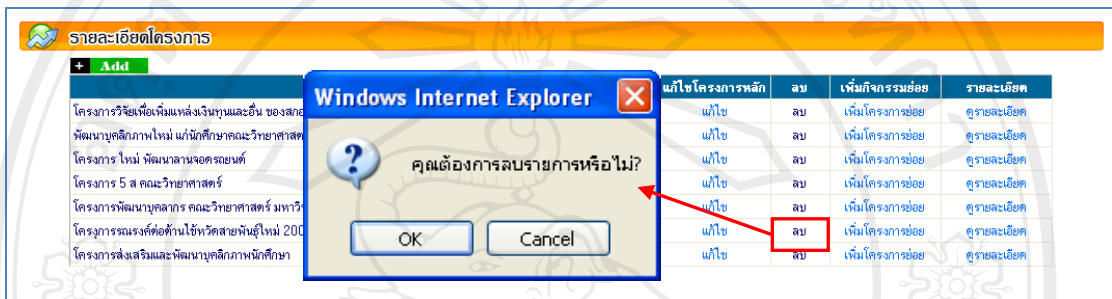 รายละเอียดโครงการ
+ Add
แก้ไขโครงการหลัก ลบ เพิ่มกิจกรรมย่อย รายละเอียด
โครงการวิจัยเพื่อเพิ่มแหล่งเงินทุนและอื่น ของสกอ แก้ไข ลบ เพิ่มโครงการย่อย ดูรายละเอียด
พัฒนาบุคลิกภาพใหม่ แก่นักศึกษาคณะวิทยาศาสต แก้ไข ลบ เพิ่มโครงการย่อย ดูรายละเอียด
โครงการ ใหม่ พัฒนาลานจอดรถยนต์ แก้ไข ลบ เพิ่มโครงการย่อย ดูรายละเอียด
โครงการ 5 ส คณะวิทยาศาสตร์ แก้ไข ลบ เพิ่มโครงการย่อย ดูรายละเอียด
โครงการพัฒนาบุคลากร คณะวิทยาศาสตร์ มหาวิ แก้ไข ลบ เพิ่มโครงการย่อย ดูรายละเอียด
โครงการรณรงค์ต่อต้านไข้หวัดสายพันธุ์ใหม่ 200 แก้ไข ลบ เพิ่มโครงการย่อย ดูรายละเอียด
โครงการส่งเสริมและพัฒนาบุคลิกภาพนักศึกษา แก้ไข ลบ เพิ่มโครงการย่อย ดูรายละเอียด
Windows Internet Explorer
คุณต้องการลบรายการหรือไม่?
OK Cancel